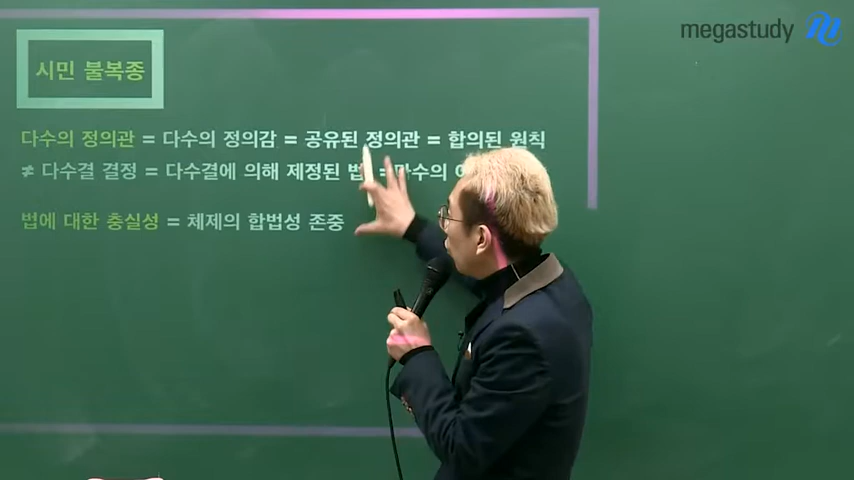 megastudy
시민 불복종
다수의 정의관 = 다수의 정의감 = 공유된 정의관 = 합의된 원칙
≠ 다수결 결정 = 다수결에 의해 제정된 법 = 다수의
법에 대한 충실성 = 체제의 합법성 존중